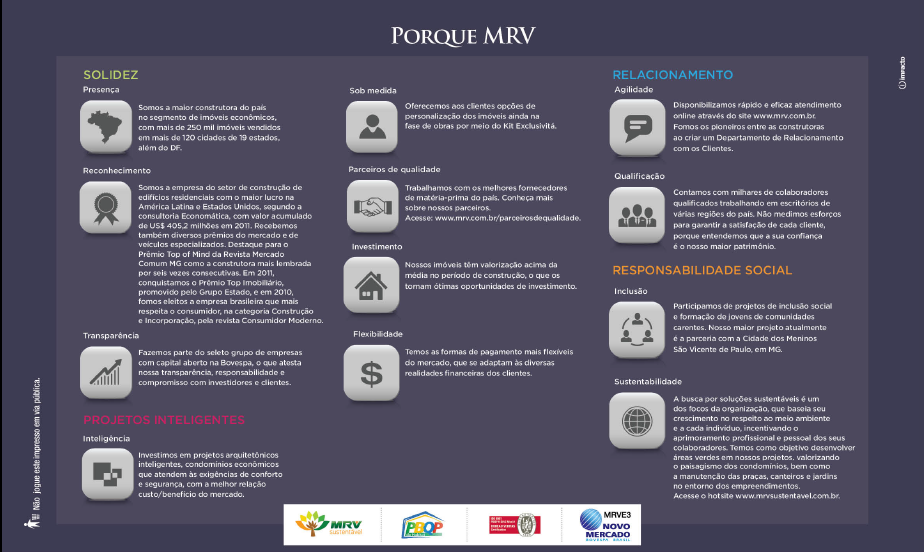 PORQUE MRV
SOLIDEZ
Presença
Somos a maior construtora do país
no segmento de imóveis econômicos,
com mais de 250 mil imóveis vendidos
em mais de 120 cidades de 19 estados,
além do DF.
Reconhecimento
Somos a empresa do setor de construção de
edifícios residenciais com o maior lucro na
América Latina e Estados Unidos, segundo a
consultoria Economática, com valor acumulado
de US$ 405,2 milhões em 2011. Recebemos
também diversos prêmios do mercado e de
veículos especializados. Destaque para o
Prêmio Top of Mind da Revista Mercado
Comum MG como a construtora mais lembrada
por seis vezes consecutivas. Em 2011,
conquistamos o Prêmio Top Imobiliário,
promovido pelo Grupo Estado, e em 2010,
fomos eleitos a empresa brasileira que mais
respeita o consumidor, na categoria Construção
e Incorporação, pela revista Consumidor Moderno.
Transparência
Fazemos parte do seleto grupo de empresas
com capital aberto na Bovespa, o que atesta
nossa transparência, responsabilidade e
compromisso com investidores e clientes.
PROJETOS INTELIGENTES
Inteligência
Investimos em projetos arquitetônicos
inteligentes, condomínios econômicos
que atendem às exigências de conforto
e segurança, com a melhor relação
custo/benefício do mercado.
Sob medida
Oferecemos aos clientes opções de
personalização dos imóveis ainda na
fase de obras por meio do Kit Exclusivitá.
Parceiros de qualidade
Trabalhamos com os melhores fornecedores
de matéria-prima do país. Conheça mais
sobre nossos parceiros.
Acesse: www.mrv.com.br/parceirosdequalidade.
Investimento
Nossos imóveis têm valorização acima da
média no período de construção, o que os
tornam ótimas oportunidades de investimento.
Flexibilidade
$
Temos as formas de pagamento mais flexíveis
do mercado, que se adaptam às diversas
realidades financeiras dos clientes.
RELACIONAMENTO
Agilidade
Disponibilizamos rápido e eficaz atendimento
online através do site www.mrv.com.br.
Fomos os pioneiros entre as construtoras
ao criar um Departamento de Relacionamento
com os Clientes.
Qualificação
Contamos com milhares de colaboradores
qualificados trabalhando em escritórios de
várias regiões do país. Não medimos esforços
para garantir a satisfação de cada cliente,
porque entendemos que a sua confiança
é o nosso maior patrimônio.
RESPONSABILIDADE SOCIAL
Inclusão
Participamos de projetos de inclusão social
e formação de jovens de comunidades
carentes. Nosso maior projeto atualmente
é a parceria com a Cidade dos Meninos
São Vicente de Paulo, em MG.
Sustentabilidade
A busca por soluções sustentáveis é um
dos focos da organização, que baseia seu
crescimento no respeito ao meio ambiente
e a cada indivíduo, incentivando o
aprimoramento profissional e pessoal dos seus
colaboradores. Temos como objetivo desenvolver
áreas verdes em nossos projetos, valorizando
o paisagismo dos condomínios, bem como
a manutenção das praças, canteiros e jardins
no entorno dos empreendimentos.
Acesse o hotsite www.mrvsustentavel.com.br.
imracto
Não jogue este impresso em via pública.
MRV
sustentável
PBQP
MRVE3
NOVO
MERCADO
BOVESPA BRASIL